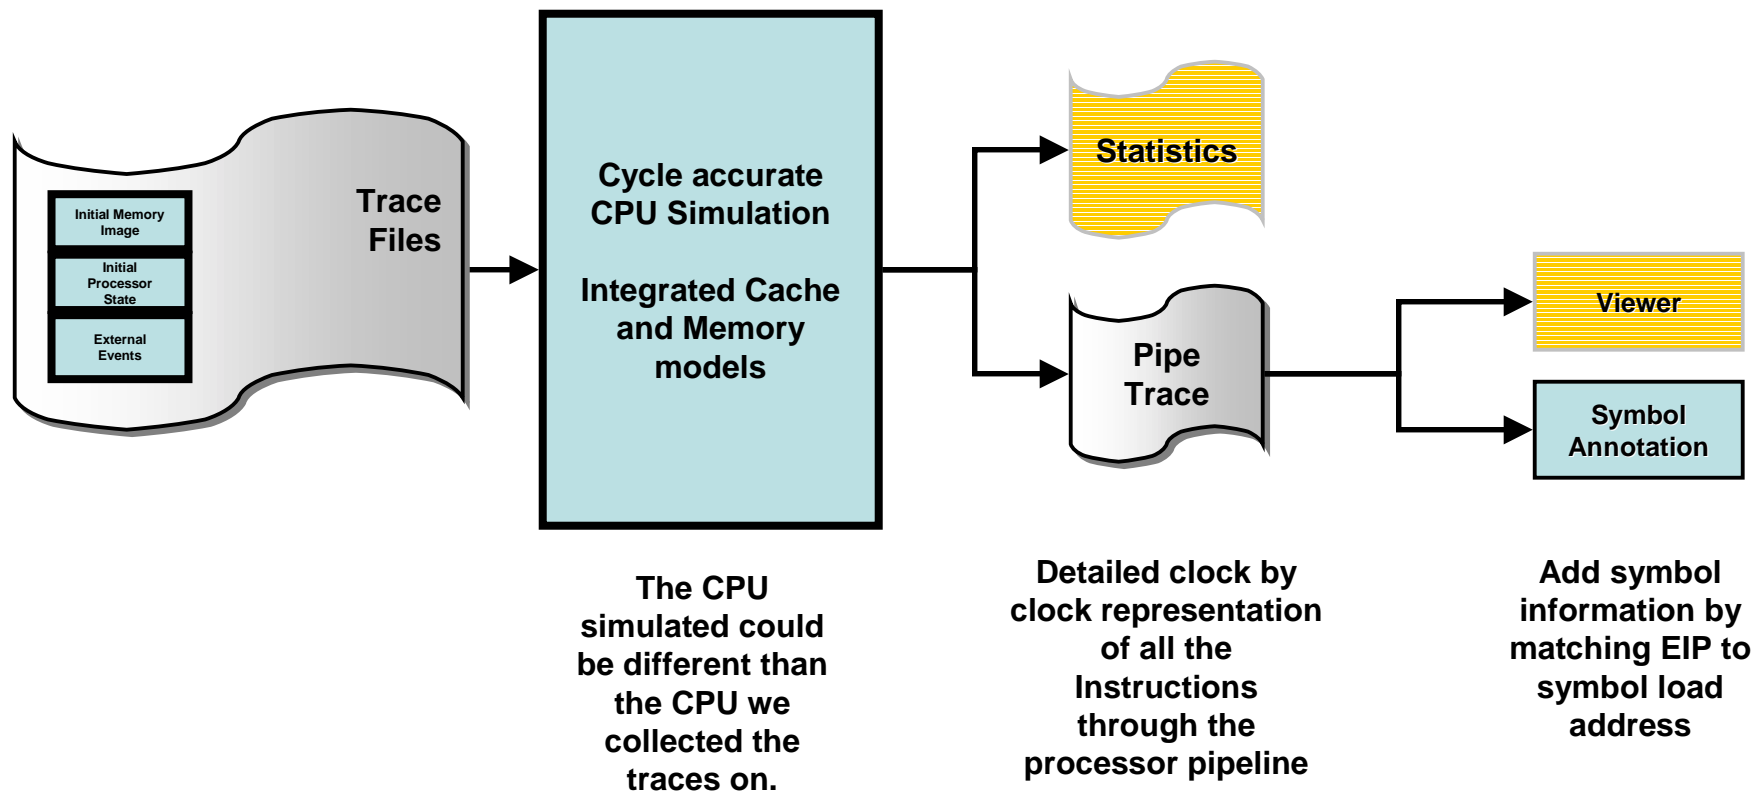 Initial Memory
Image
Initial
Processor
State
External
Events
Trace
Files
Cycle accurate
CPU Simulation
Integrated Cache
and Memory
models
Statistics
Pipe
Trace
Viewer
Symbol
Annotation
The CPU
simulated could
be different than
the CPU we
collected the
traces on.
Detailed clock by
clock representation
of all the
Instructions
through the
processor pipeline
Add symbol
information by
matching EIP to
symbol load
address